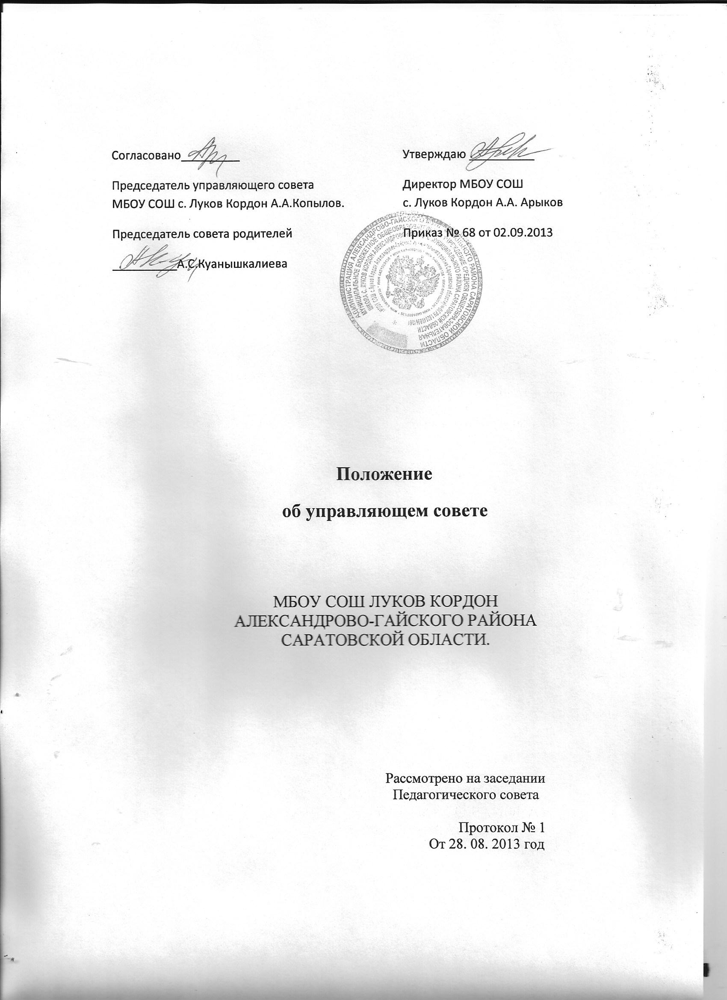 Согласовано
Председатель управляющего совета
МБОУ СОШ с. Луков Кордон А.А.Копылов.
Председатель совета родителей
А.С.Куанышкалиева
Утверждаю
Директор МБОУ СОШ
с. Луков Кордон А.А. Арыков
Приказ № 68 от 02.09.2013
АДМИНИСТРАЦИЯ АЛЕКСАНДРОВО-ГАЙСКОГО МУНИЦИПАЛЬНОГО РАЙОНА САРАТОВСКОЙ ОБЛАСТИ
МУНИЦИПАЛЬНОЕ БЮДЖЕТНОЕ ОБЩЕОБРАЗОВАТЕЛЬНОЕ УЧРЕЖДЕНИЕ СРЕДНЯЯ ОБЩЕОБРАЗОВАТЕЛЬНАЯ
ШКОЛА С. ЛУКОВ КОРДОН АЛЕКСАНДРОВО-ГАЙСКОГО МУНИЦИПАЛЬНОГО РАЙОНА САРАТОВСКОЙ ОБЛАСТИ
Положение
об управляющем совете
МБОУ СОШ ЛУКОВ КОРДОН
АЛЕКСАНДРОВО-ГАЙСКОГО РАЙОНА
САРАТОВСКОЙ ОБЛАСТИ.
Рассмотрено на заседании
Педагогического совета
Протокол № 1
От 28. 08. 2013 год